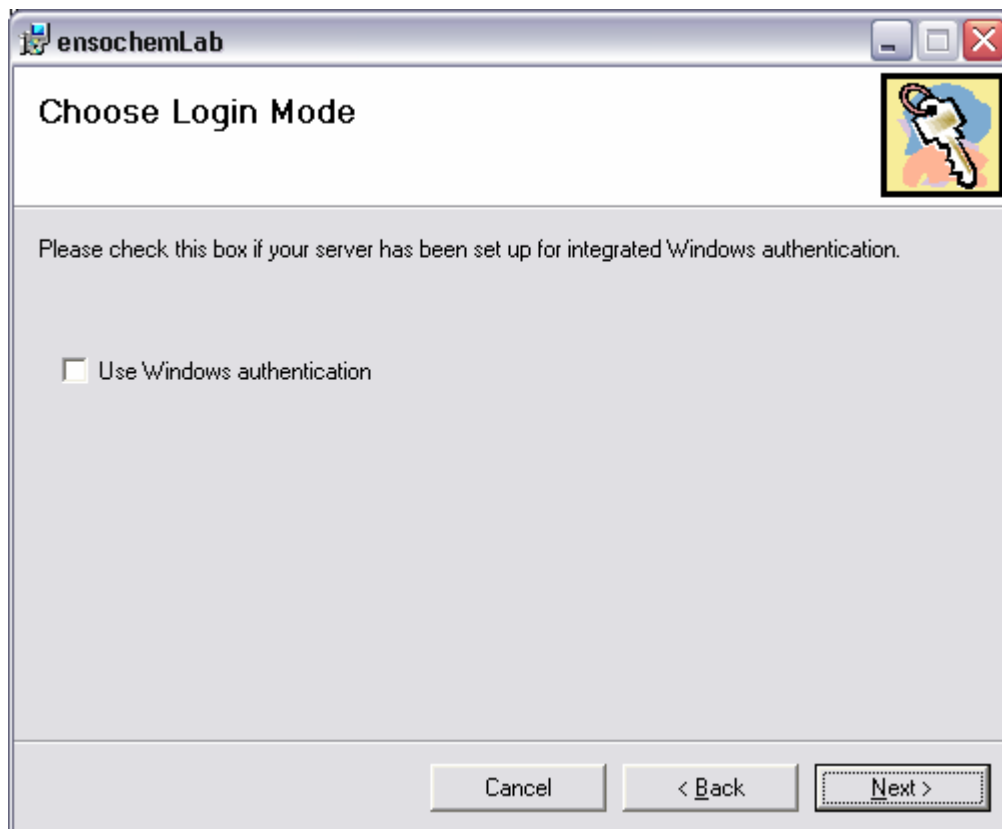 ensochemLab
Choose Login Mode
Please check this box if your server has been set up for integrated Windows authentication.
Use Windows authentication
Cancel
< Back
Next >